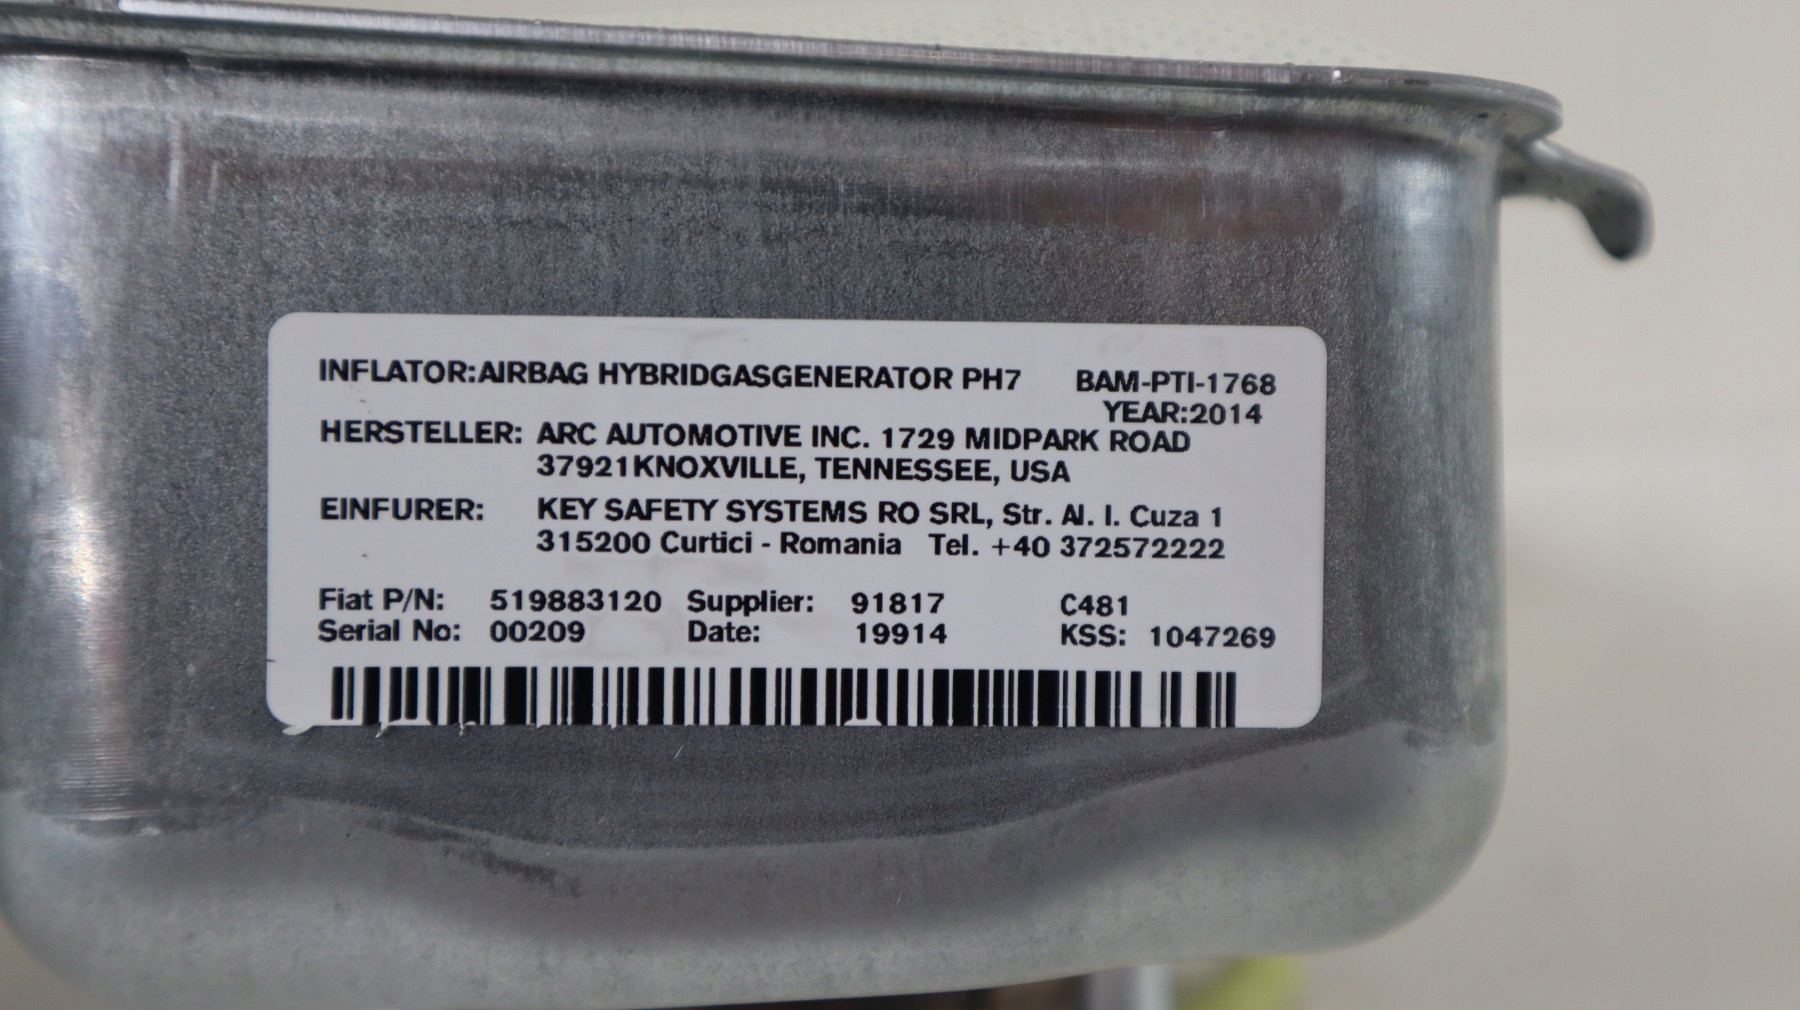 INFLATOR:AIRBAG HYBRIDGASGENERATOR PH7 BAM-PTI-1768
YEAR:2014
HERSTELLER: ARC AUTOMOTIVE INC. 1729 MIDPARK ROAD
37921KNOXVILLE, TENNESSEE, USA
EINFURER: KEY SAFETY SYSTEMS RO SRL, Str. Al. I. Cuza 1
315200 Curtici - Romania Tel. +40 372572222
Fiat P/N: 519883120 Supplier: 91817 C481
Serial No: 00209 Date: 19914 KSS: 1047269